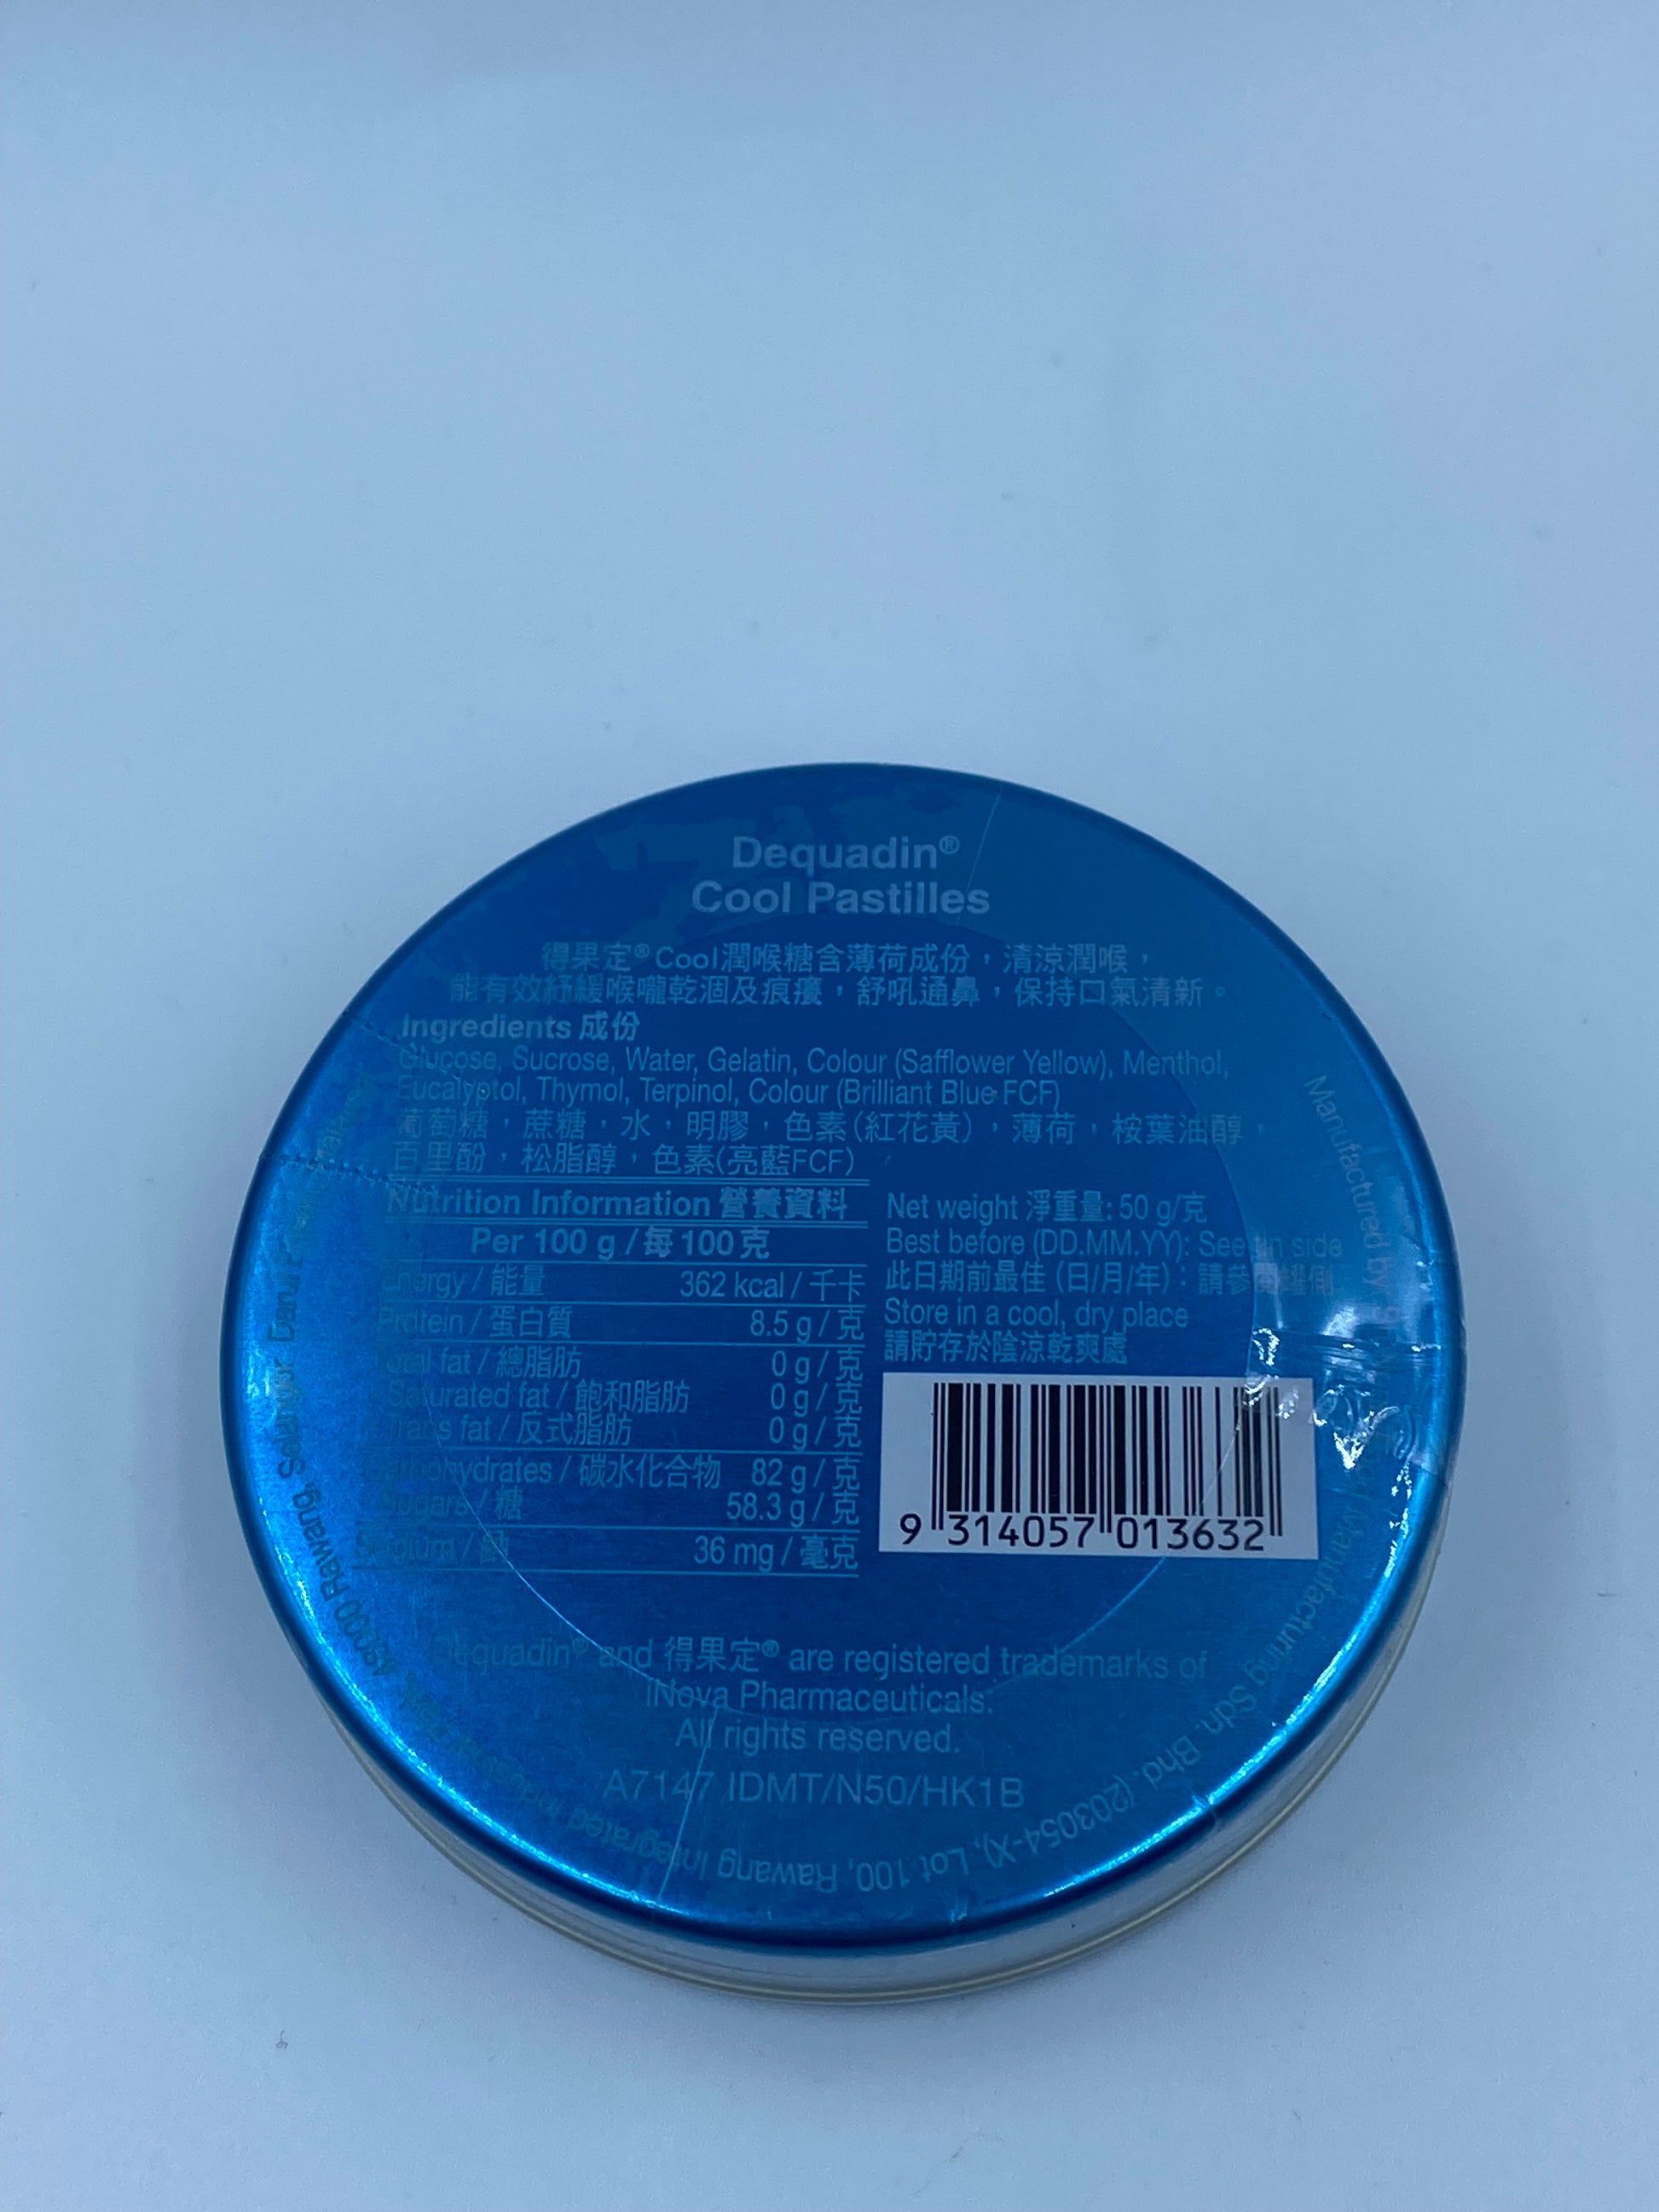 Dequadin®
Cool Pastilles
得果定®Cool潤喉糖含薄荷成份，清涼潤喉，
能有效紓緩喉嚨乾涸及痕癢，舒吼通鼻，保持口氣清新。
Ingredients 成份
Glucose, Sucrose, Water, Gelatin, Colour (Safflower Yellow), Menthol,
Eucalyptol, Thymol, Terpinol, Colour (Brilliant Blue FCF)
葡萄糖，蔗糖，水，明膠，色素(紅花黃)，薄荷，桉葉油醇，
百里酚，松脂醇，色素(亮藍FCF)
Nutrition Information 營養資料
Per 100 g / 每100克
Energy / 能量 362 kcal / 千卡
Protein / 蛋白質 8.5 g / 克
Total fat / 總脂肪 0 g / 克
Saturated fat / 飽和脂肪 0 g / 克
Trans fat / 反式脂肪 0 g / 克
Carbohydrates / 碳水化合物 82 g / 克
Sugars / 糖 58.3 g / 克
Sodium / 鈉 36 mg / 毫克
Net weight 淨重量: 50 g/克
Best before (DD.MM.YY): See tin side
此日期前最佳 (日/月/年)：請參閱罐側
Store in a cool, dry place
請貯存於陰涼乾爽處
9 314057 013632
Dequadin® and 得果定® are registered trademarks of
iNova Pharmaceuticals.
All rights reserved.
A7147 IDMT/N50/HK1B
Manufactured by Manufacturing Sdn. Bhd. (203054-X), Lot 100, Rawang Integrated 48000 Rawang, Selangor Darul